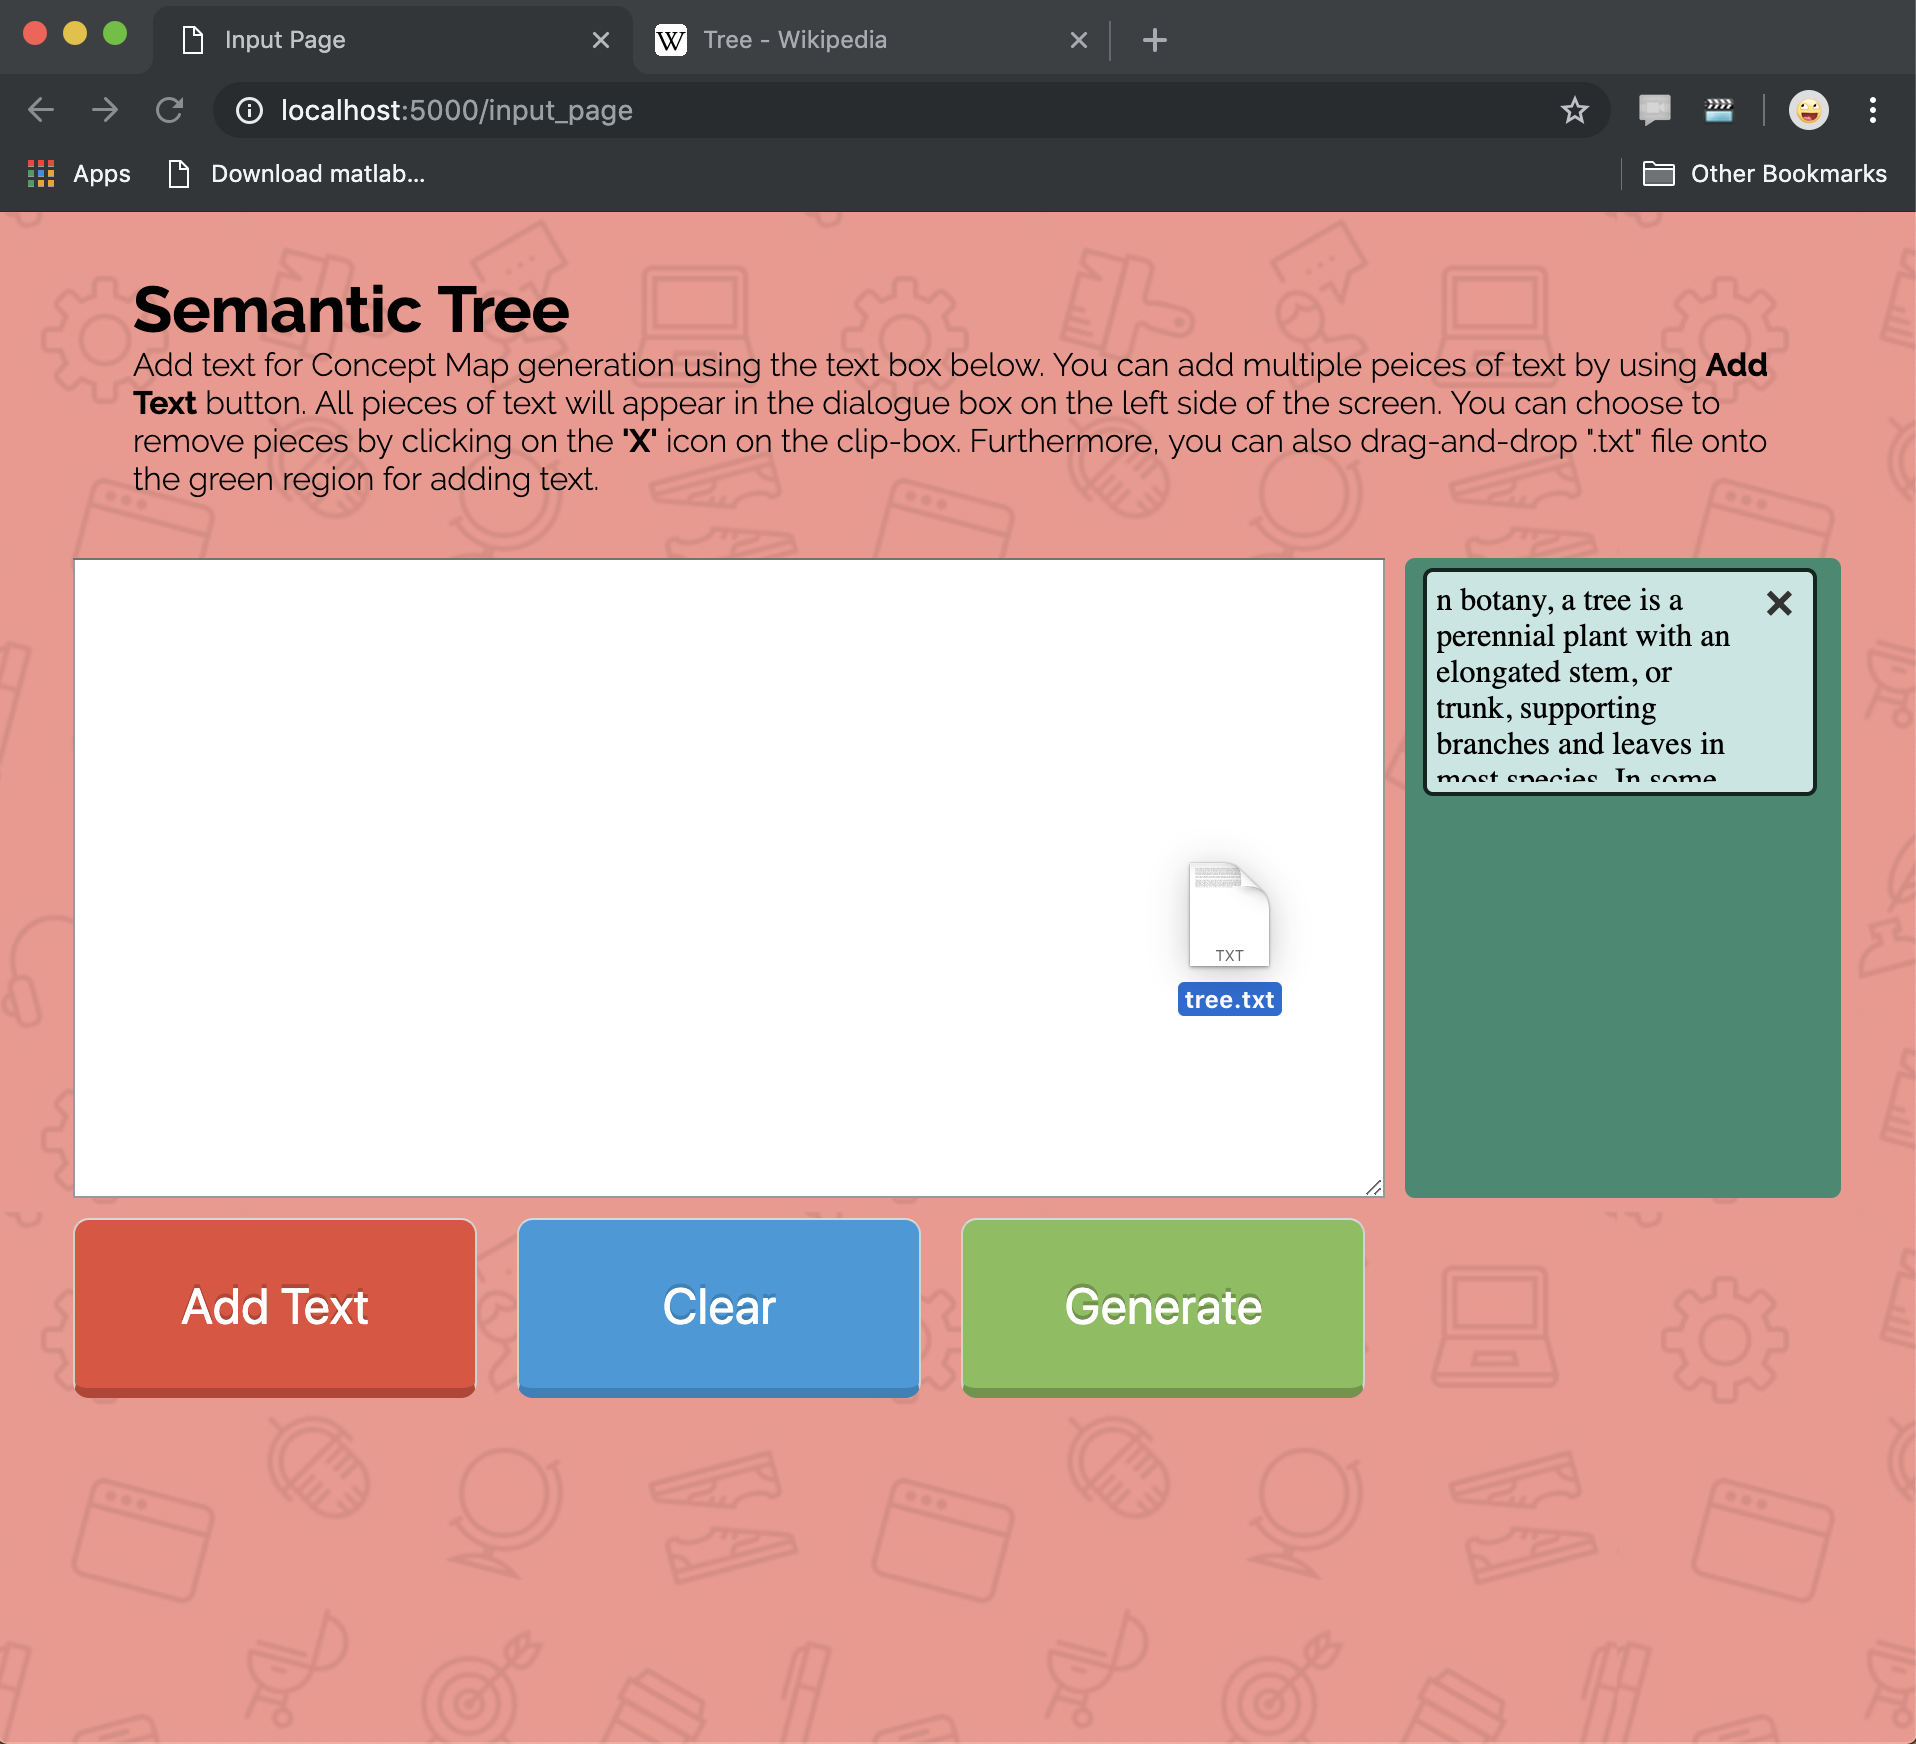 Input Page
W Tree - Wikipedia
localhost:5000/input_page
Apps
Download matlab...
Other Bookmarks
Semantic Tree
Add text for Concept Map generation using the text box below. You can add multiple peices of text by using Add
Text button. All pieces of text will appear in the dialogue box on the left side of the screen. You can choose to
remove pieces by clicking on the 'X' icon on the clip-box. Furthermore, you can also drag-and-drop ".txt" file onto
the green region for adding text.
n botany, a tree is a
perennial plant with an
elongated stem, or
trunk, supporting
branches and leaves in
most species. In some
TXT
tree.txt
Add Text
Clear
Generate